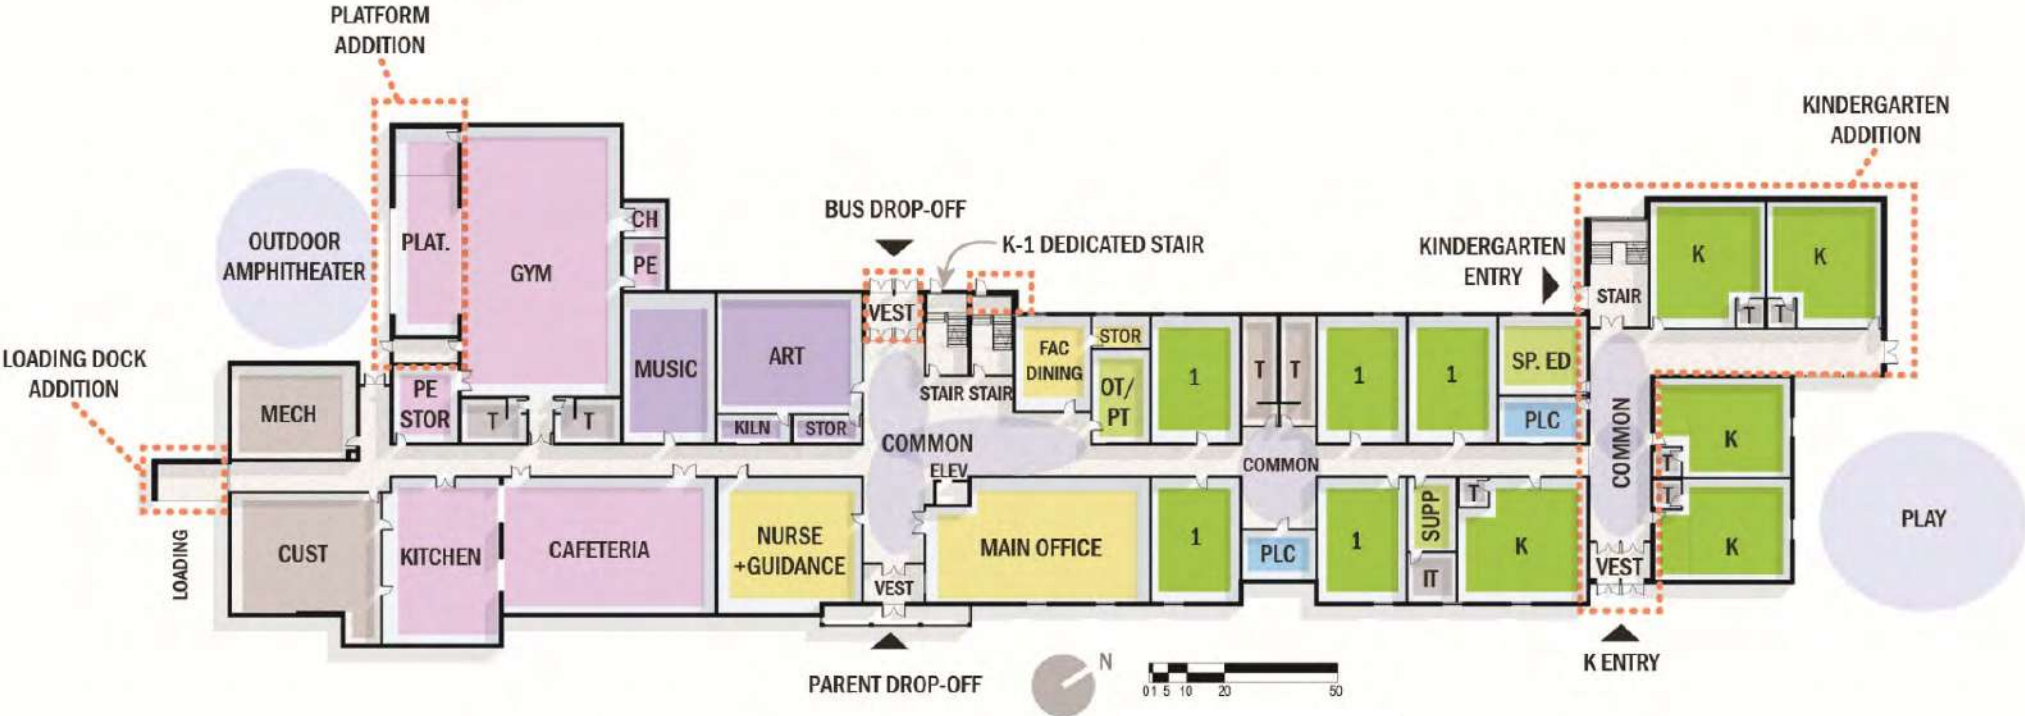 PLATFORM
ADDITION
KINDERGARTEN
ADDITION
OUTDOOR
AMPHITHEATER
PLAT.
GYM
CH
PE
BUS DROP-OFF
K-1 DEDICATED STAIR
KINDERGARTEN
ENTRY
K
K
STAIR
T
T
LOADING DOCK
ADDITION
MECH
PE
STOR
T
T
MUSIC
ART
KILN
STOR
VEST
STAIR
STAIR
FAC
DINING
STOR
OT/
PT
1
T
T
1
1
SP. ED
PLC
COMMON
ELEV
COMMON
COMMON
K
T
T
K
PLAY
LOADING
CUST
KITCHEN
CAFETERIA
NURSE
+GUIDANCE
VEST
MAIN OFFICE
1
PLC
1
SUPP
IT
T
K
VEST
PARENT DROP-OFF
N
0 1 5 10 20 50
K ENTRY